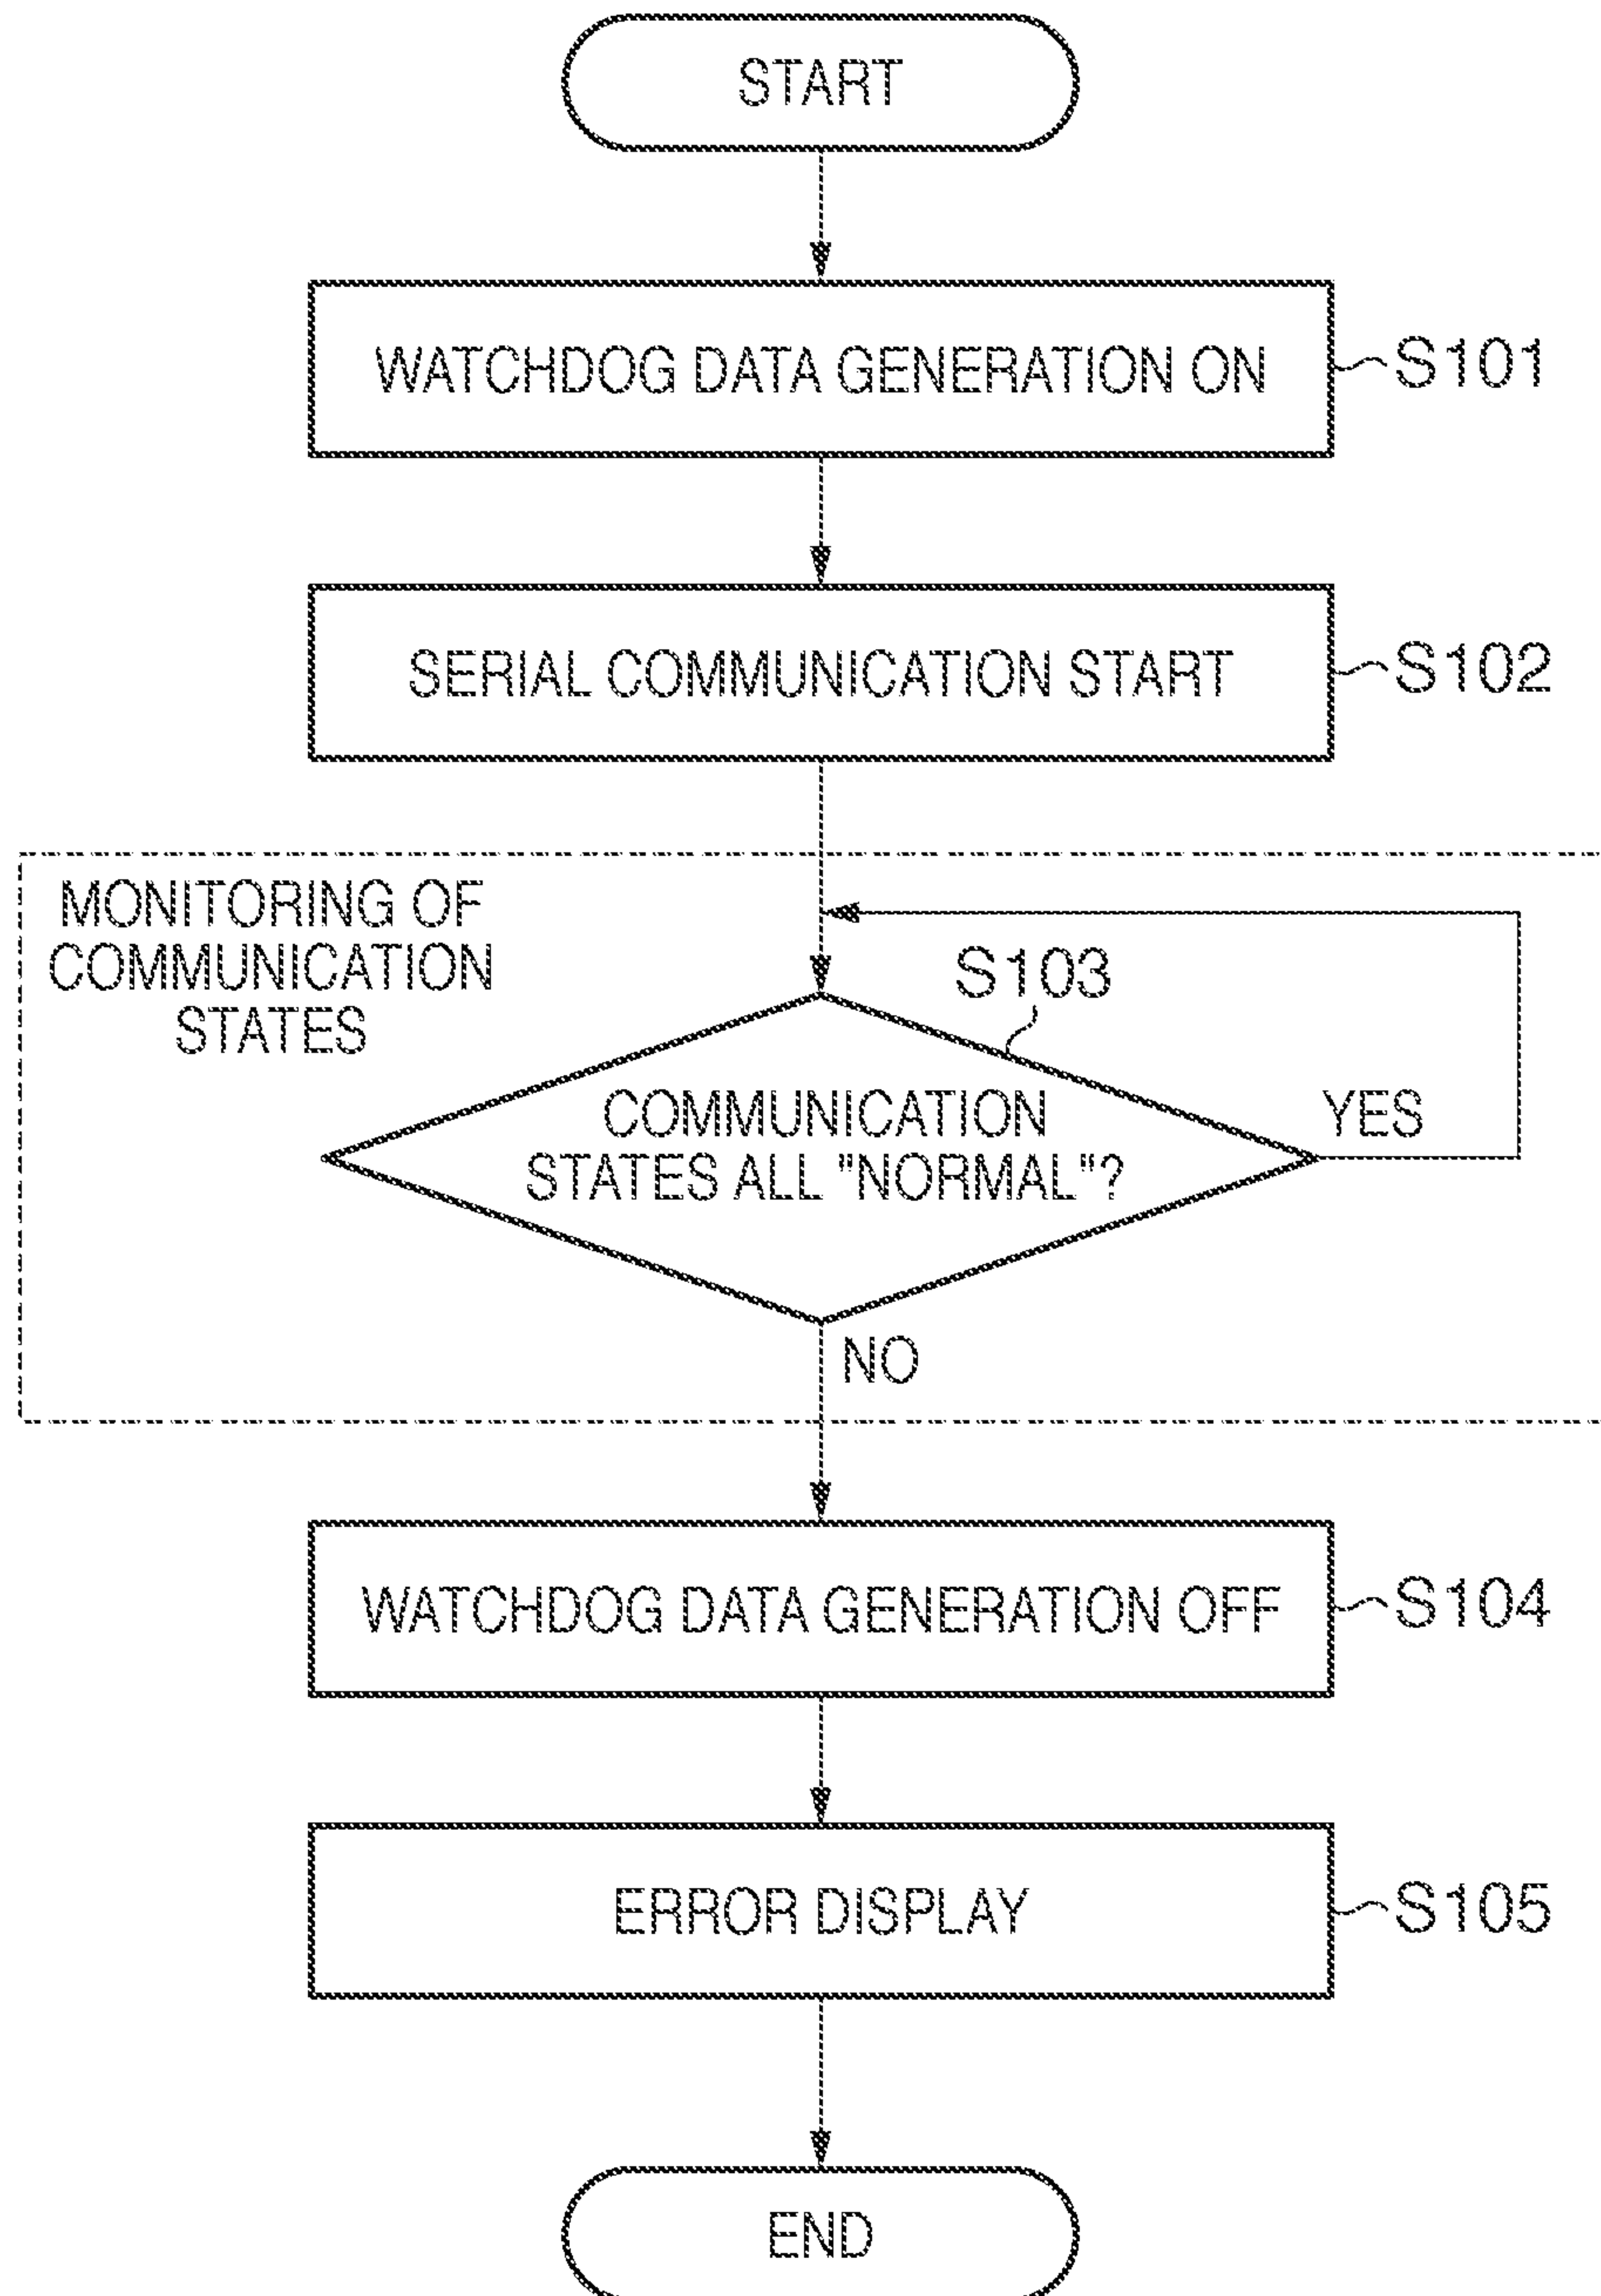 START
WATCHDOG DATA GENERATION ON
S101
SERIAL COMMUNICATION START
S102
MONITORING OF
COMMUNICATION
STATES
S103
COMMUNICATION
STATES ALL "NORMAL"?
YES
NO
WATCHDOG DATA GENERATION OFF
S104
ERROR DISPLAY
S105
END